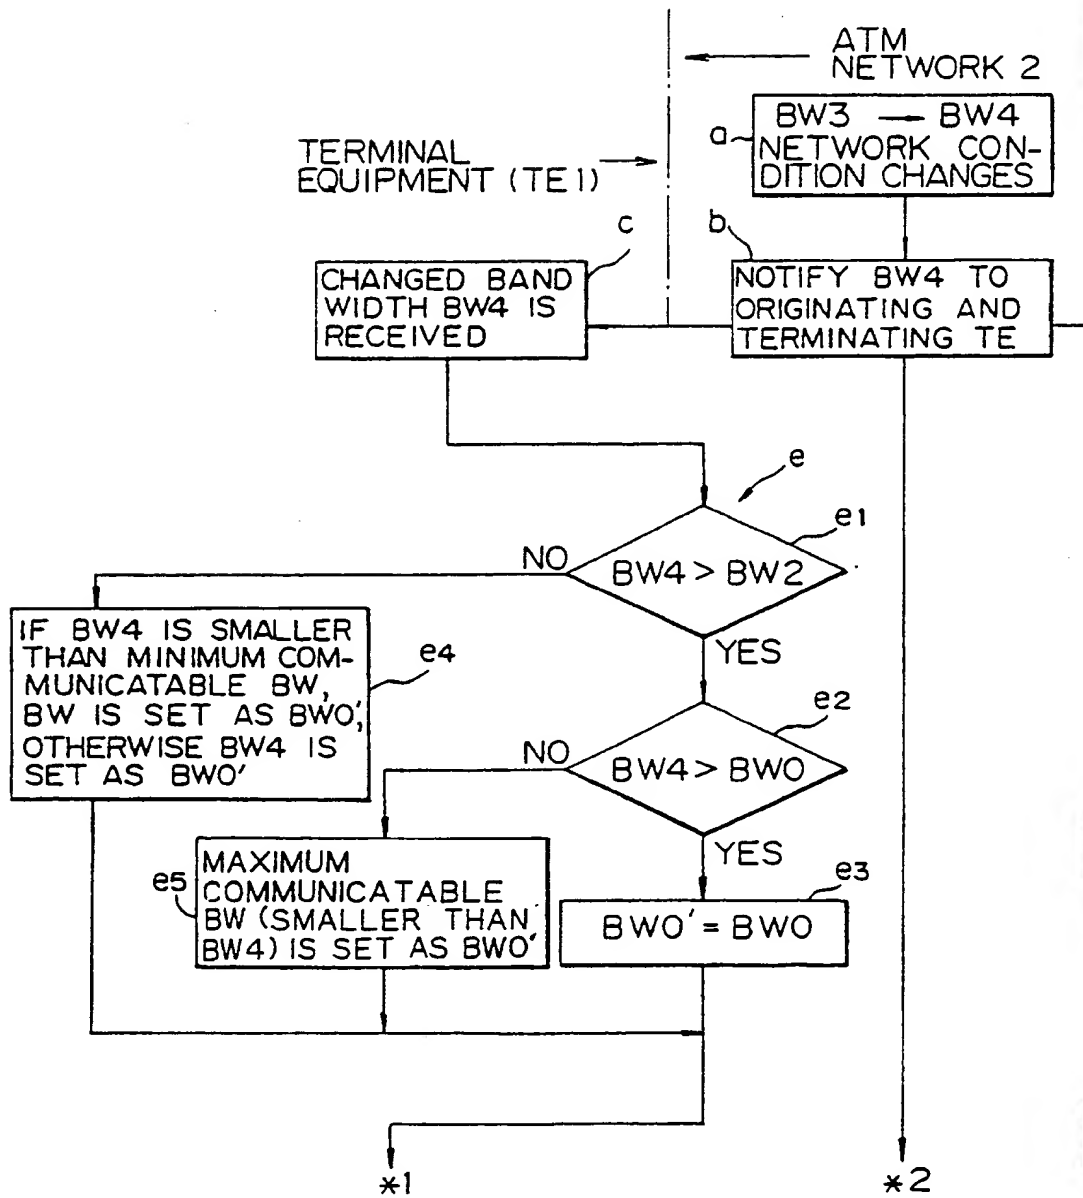 ATM
NETWORK 2
BW3 → BW4
a
NETWORK CON-
DITION CHANGES
TERMINAL
EQUIPMENT (TE1)
c
b
CHANGED BAND
WIDTH BW4 IS
RECEIVED
NOTIFY BW4 TO
ORIGINATING AND
TERMINATING TE
e
e1
NO
BW4 > BW2
YES
IF BW4 IS SMALLER
THAN MINIMUM COM-
MUNICATABLE BW,
BW IS SET AS BW0',
OTHERWISE BW4 IS
SET AS BW0'
e4
e2
NO
BW4 > BW0
YES
e5
MAXIMUM
COMMUNICATABLE
BW (SMALLER THAN
BW4) IS SET AS BW0'
e3
BW0' = BW0
*1
*2